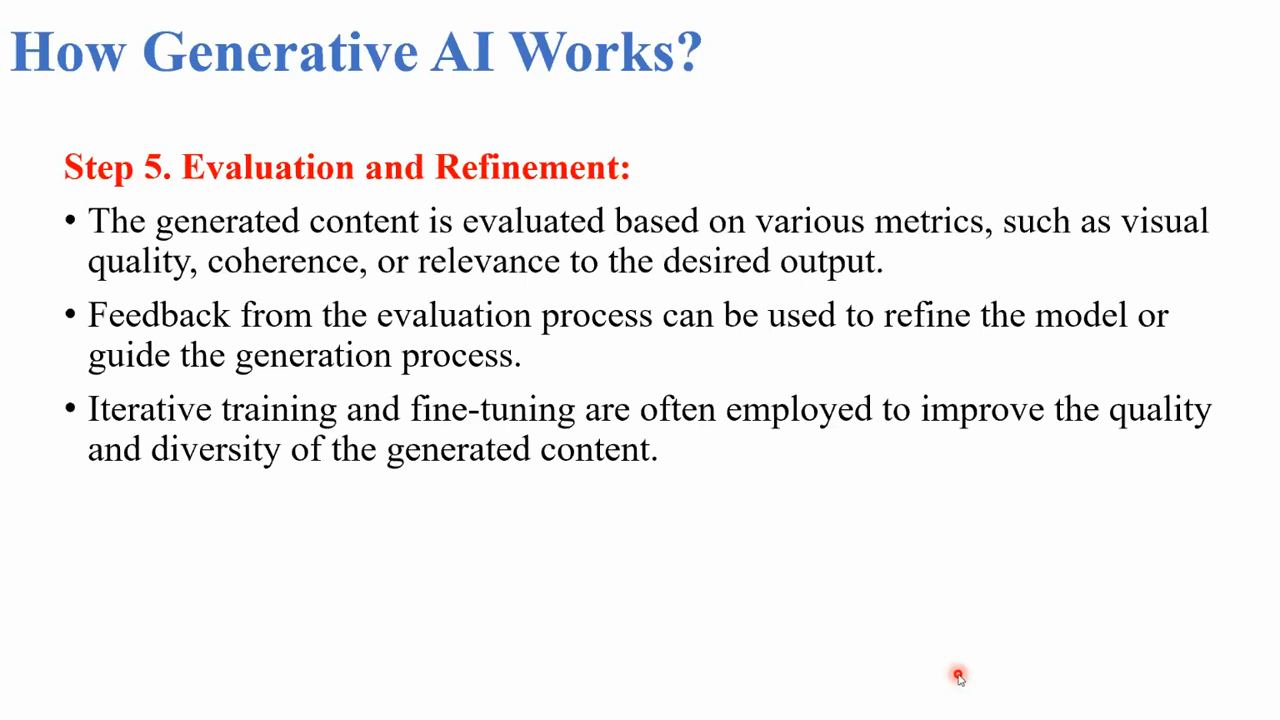 How Generative AI Works?
Step 5. Evaluation and Refinement:
• The generated content is evaluated based on various metrics, such as visual
quality, coherence, or relevance to the desired output.
• Feedback from the evaluation process can be used to refine the model or
guide the generation process.
• Iterative training and fine-tuning are often employed to improve the quality
and diversity of the generated content.